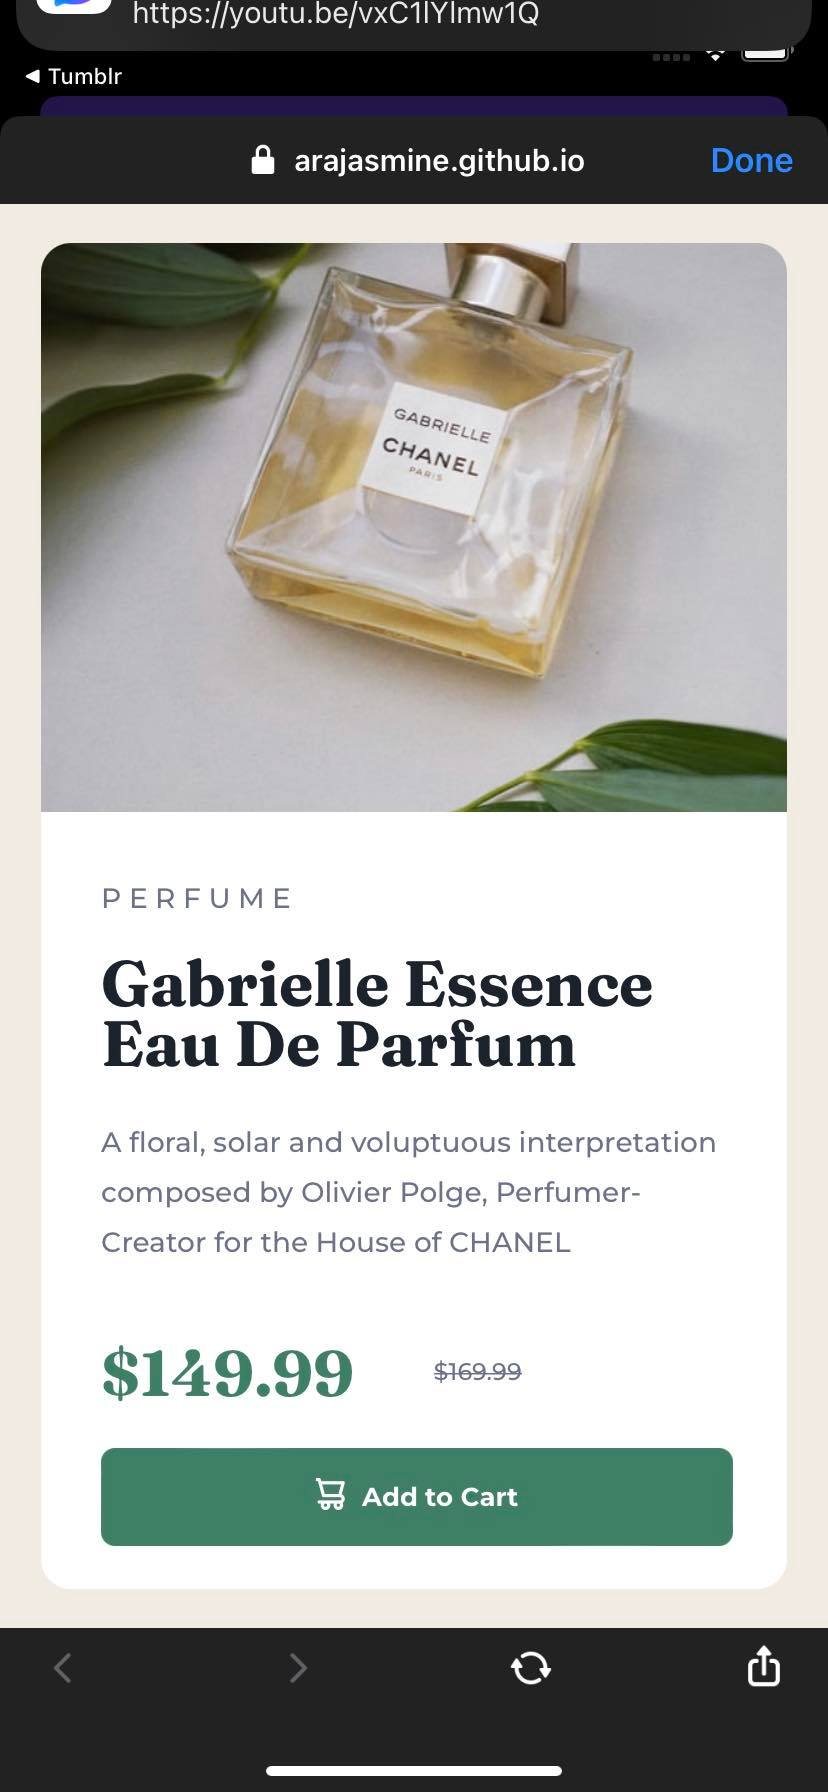 https://youtu.be/vxC1lYImw1Q
◀ Tumblr
arajasmine.github.io
Done
GABRIELLE
CHANEL
PARIS
PERFUME
Gabrielle Essence
Eau De Parfum
A floral, solar and voluptuous interpretation
composed by Olivier Polge, Perfumer-
Creator for the House of CHANEL
$149.99
$169.99
Add to Cart